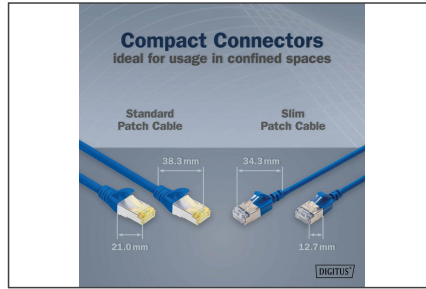 Compact Connectors
ideal for usage in confined spaces
Standard
Patch Cable
Slim
Patch Cable
38.3 mm
34.3 mm
21.0 mm
12.7 mm
DIGITUS®